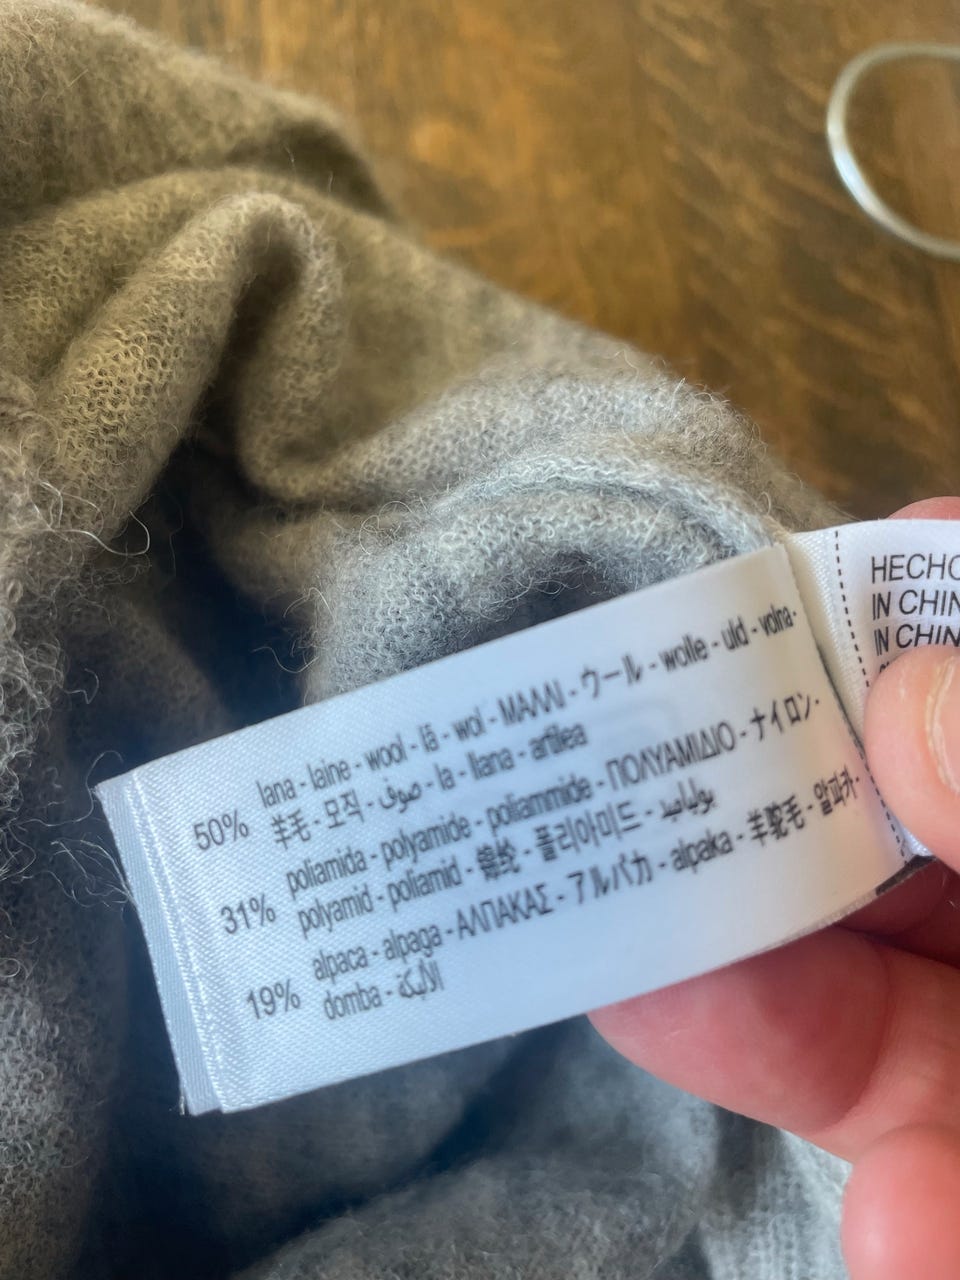 50% lana - laine - wool - lã - wol - ΜΑΛΛΙ - ウール - wolle - uld - volna -
羊毛 - 모직 - صوف - la - llana - artilea
31% poliamida - polyamide - poliammide - ΠΟΛΥΑΜΙΔΙΟ - ナイロン -
polyamid - poliamid - 锦纶 - 폴리아미드 - بولياميد
19% alpaca - alpaga - ΑΛΠΑΚΑΣ - アルパカ - alpaka - 羊驼毛 - 알파카 -
domba - الألبكة
HECHO
IN CHIN
IN CHIN